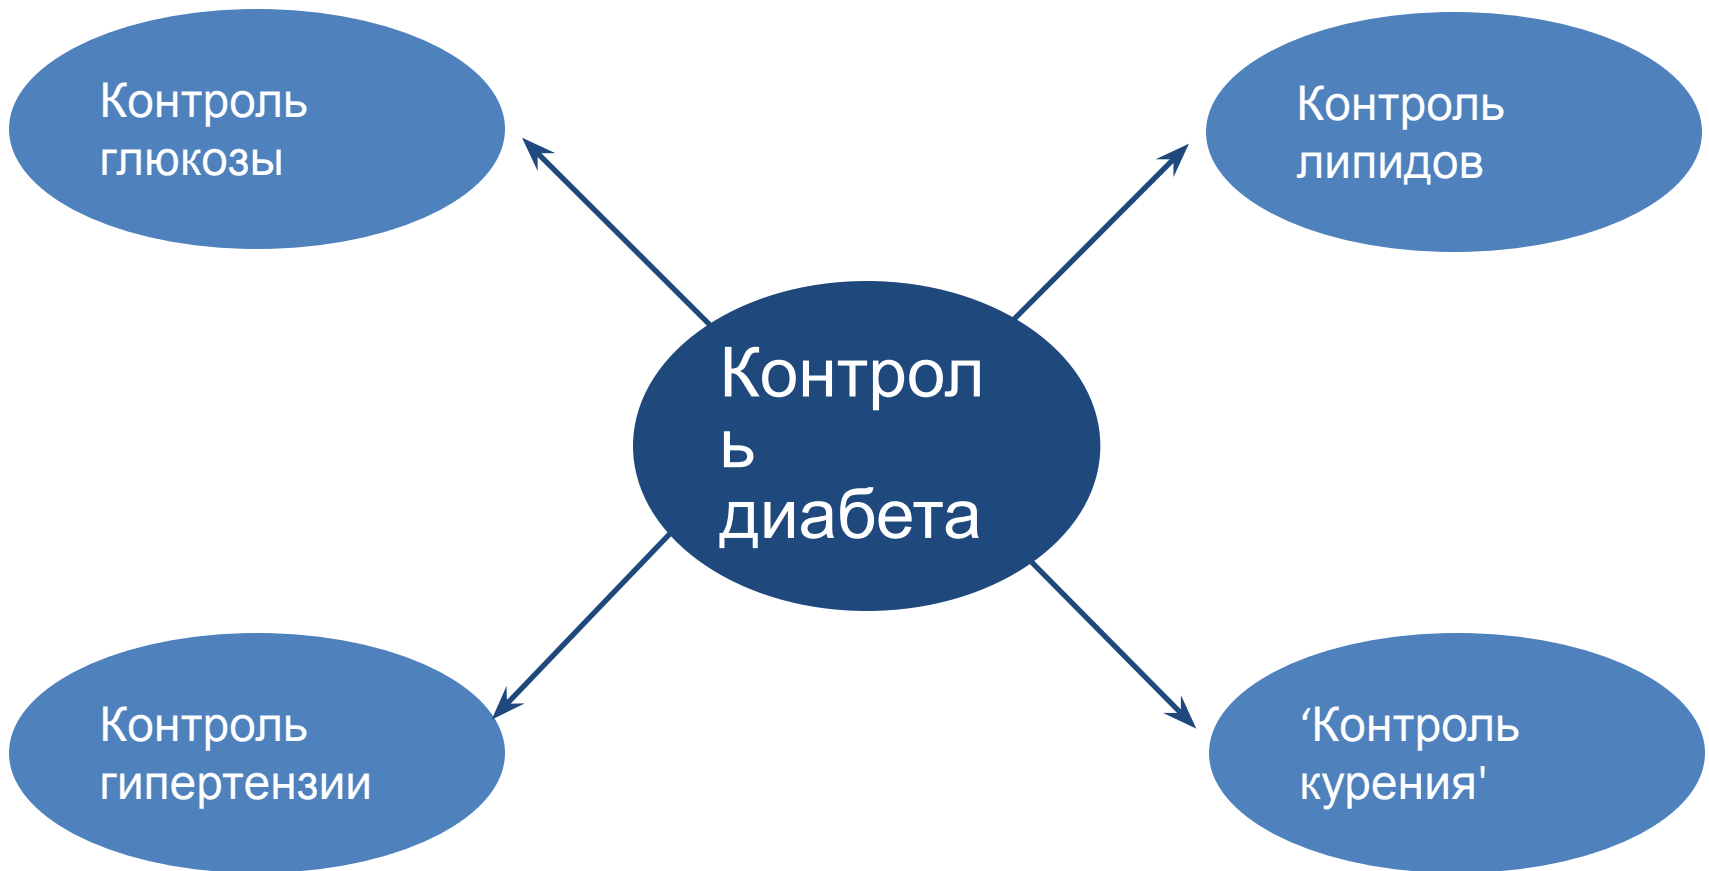 Контроль
глюкозы
Контроль
липидов
Контрол
ь
диабета
Контроль
гипертензии
‘Контроль
курения'